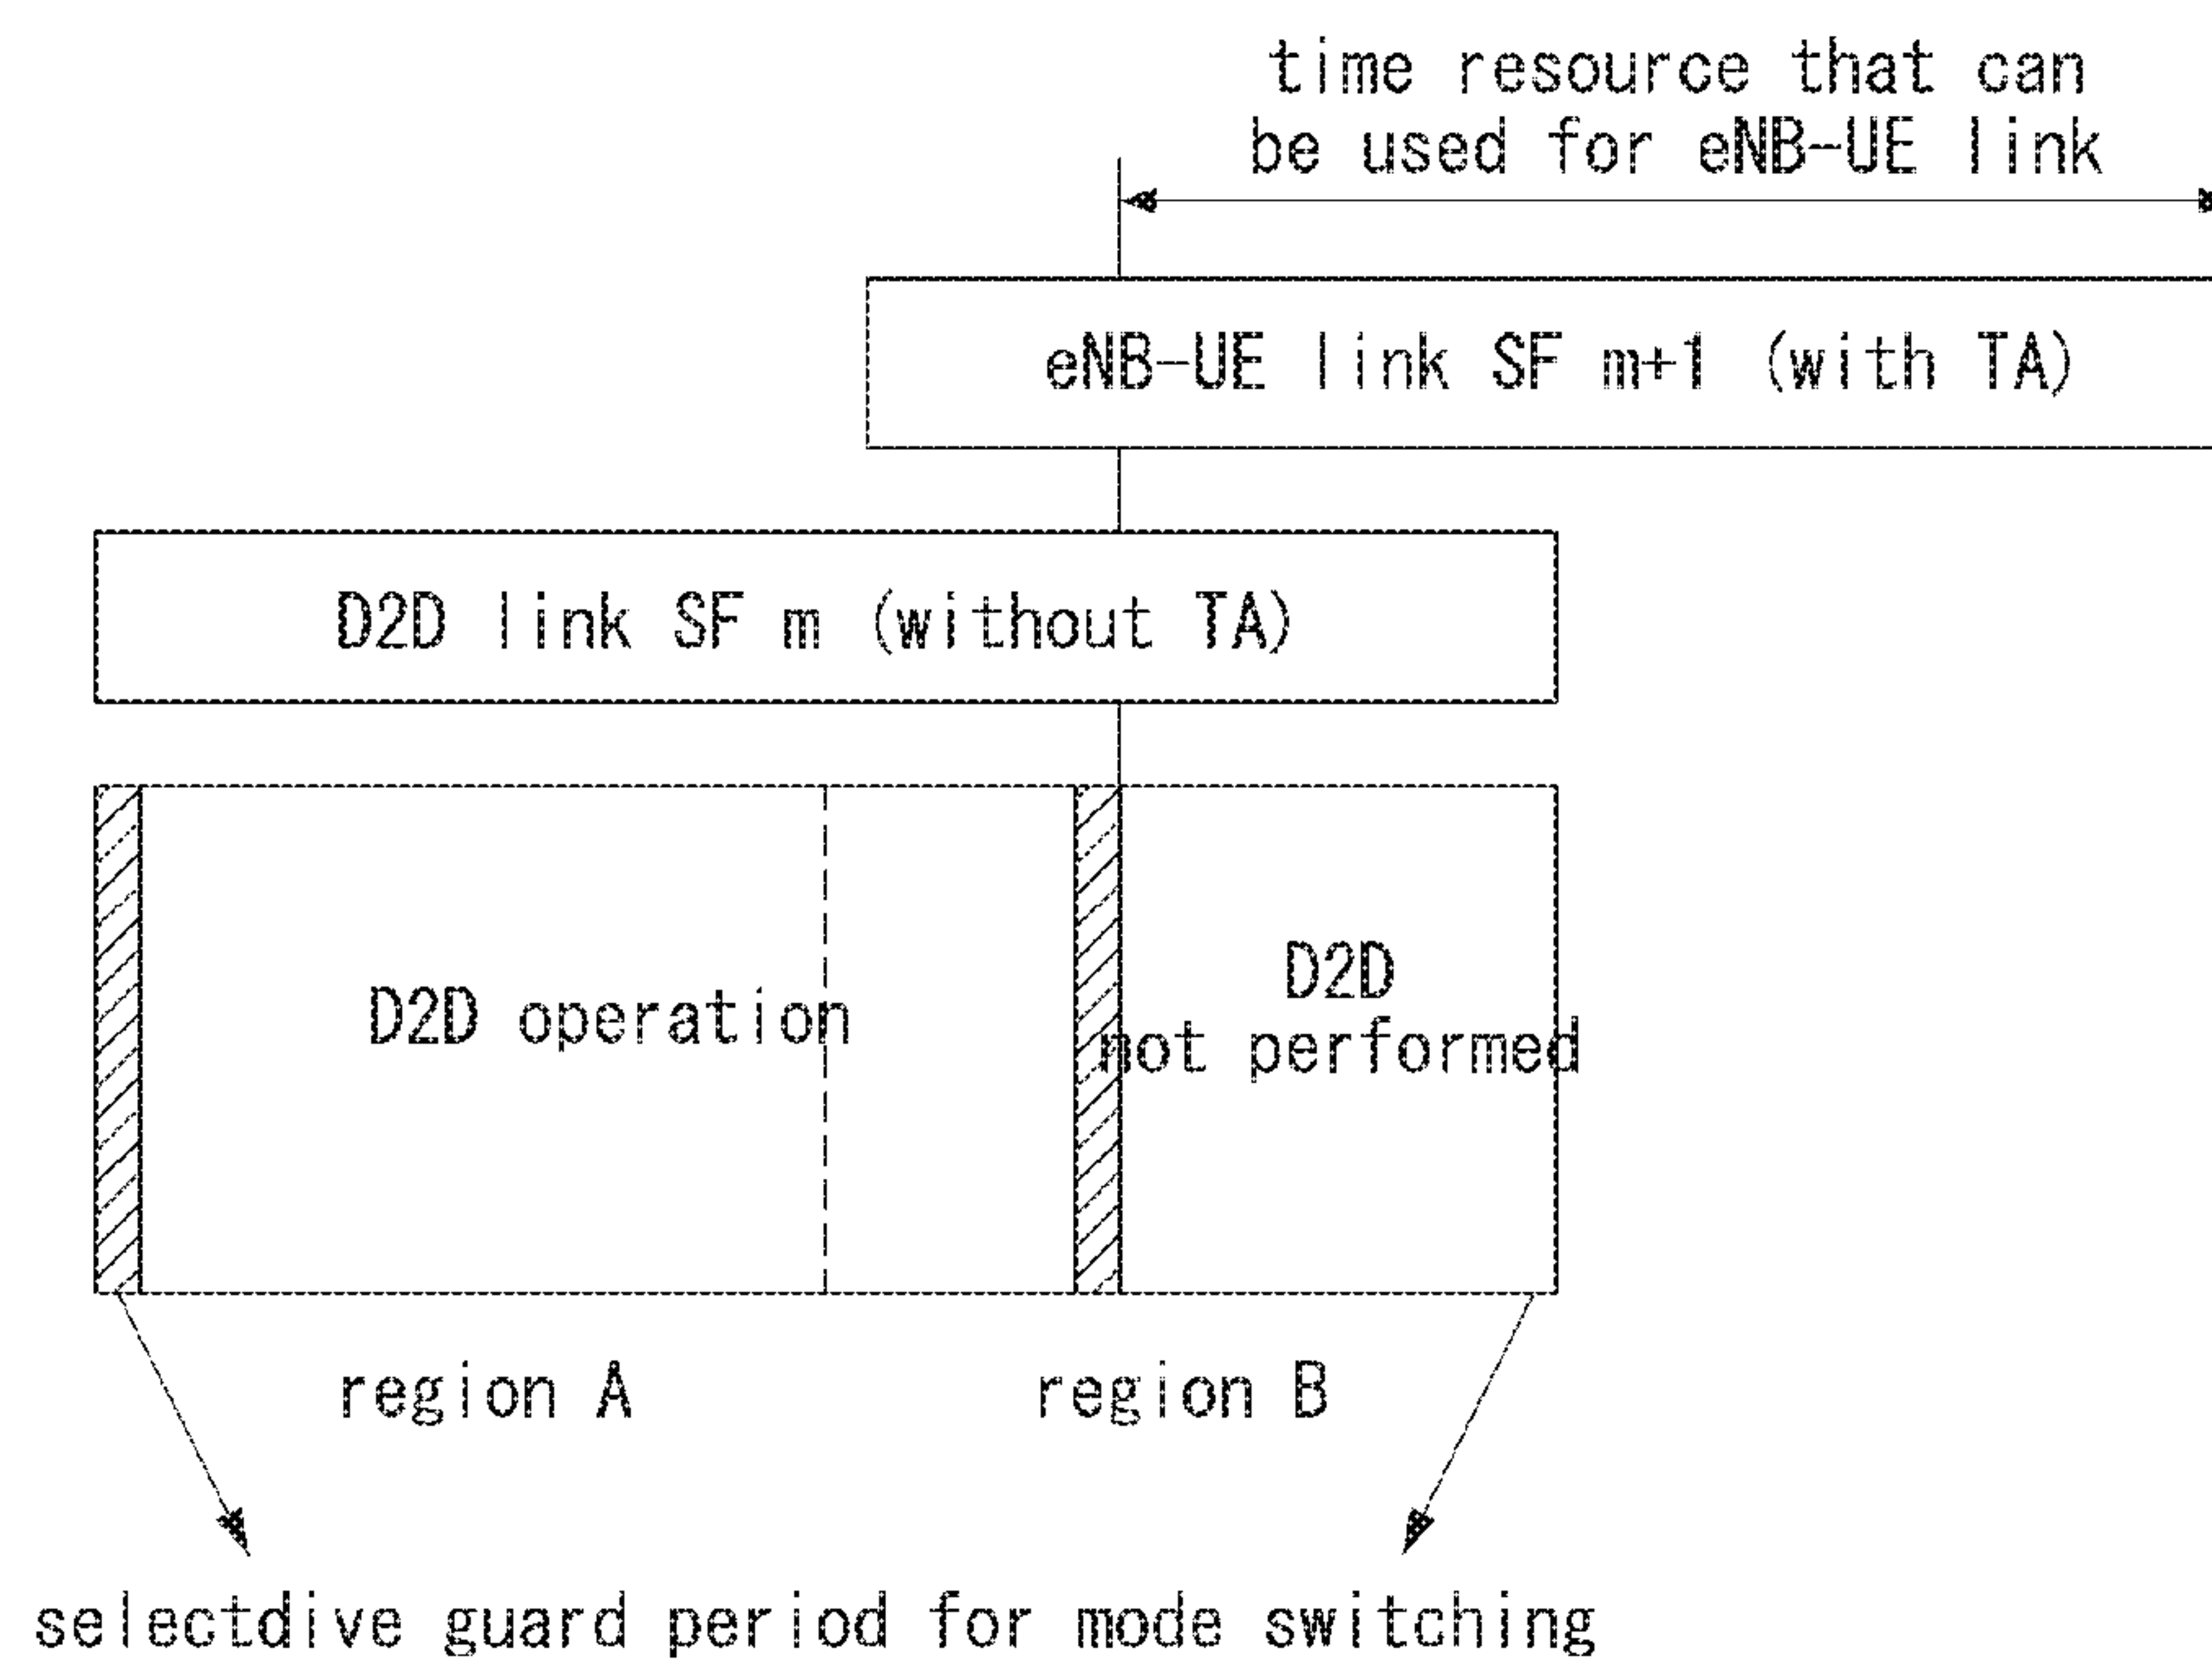 time resource that can
be used for eNB-UE link
eNB-UE link SF m+1 (with TA)
D2D link SF m (without TA)
D2D operation
D2D
not performed
region A
region B
selectdive guard period for mode switching